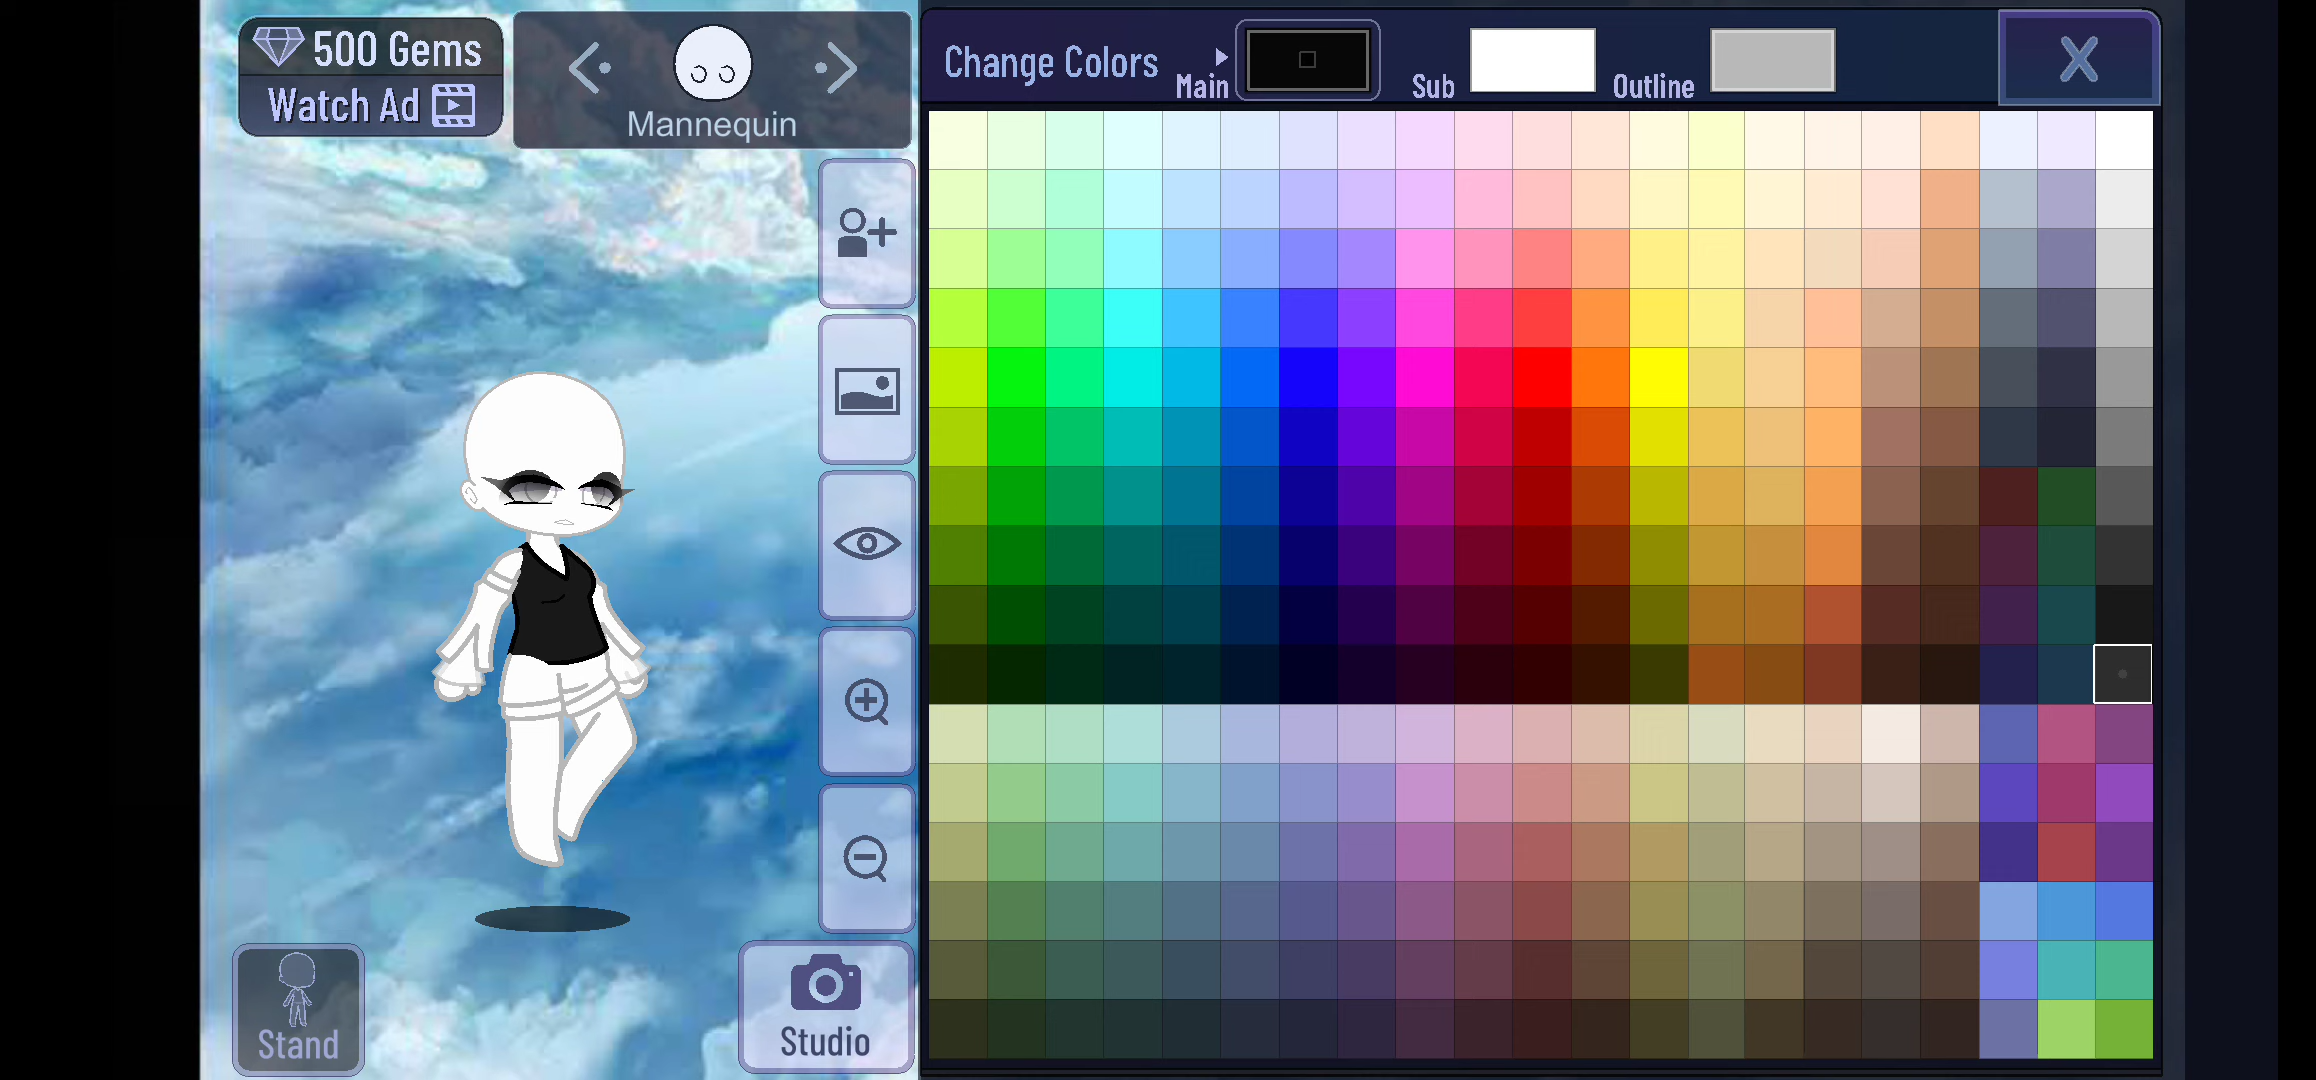 500 Gems
Watch Ad
Mannequin
Change Colors
Main
Sub
Outline
X
Stand
Studio